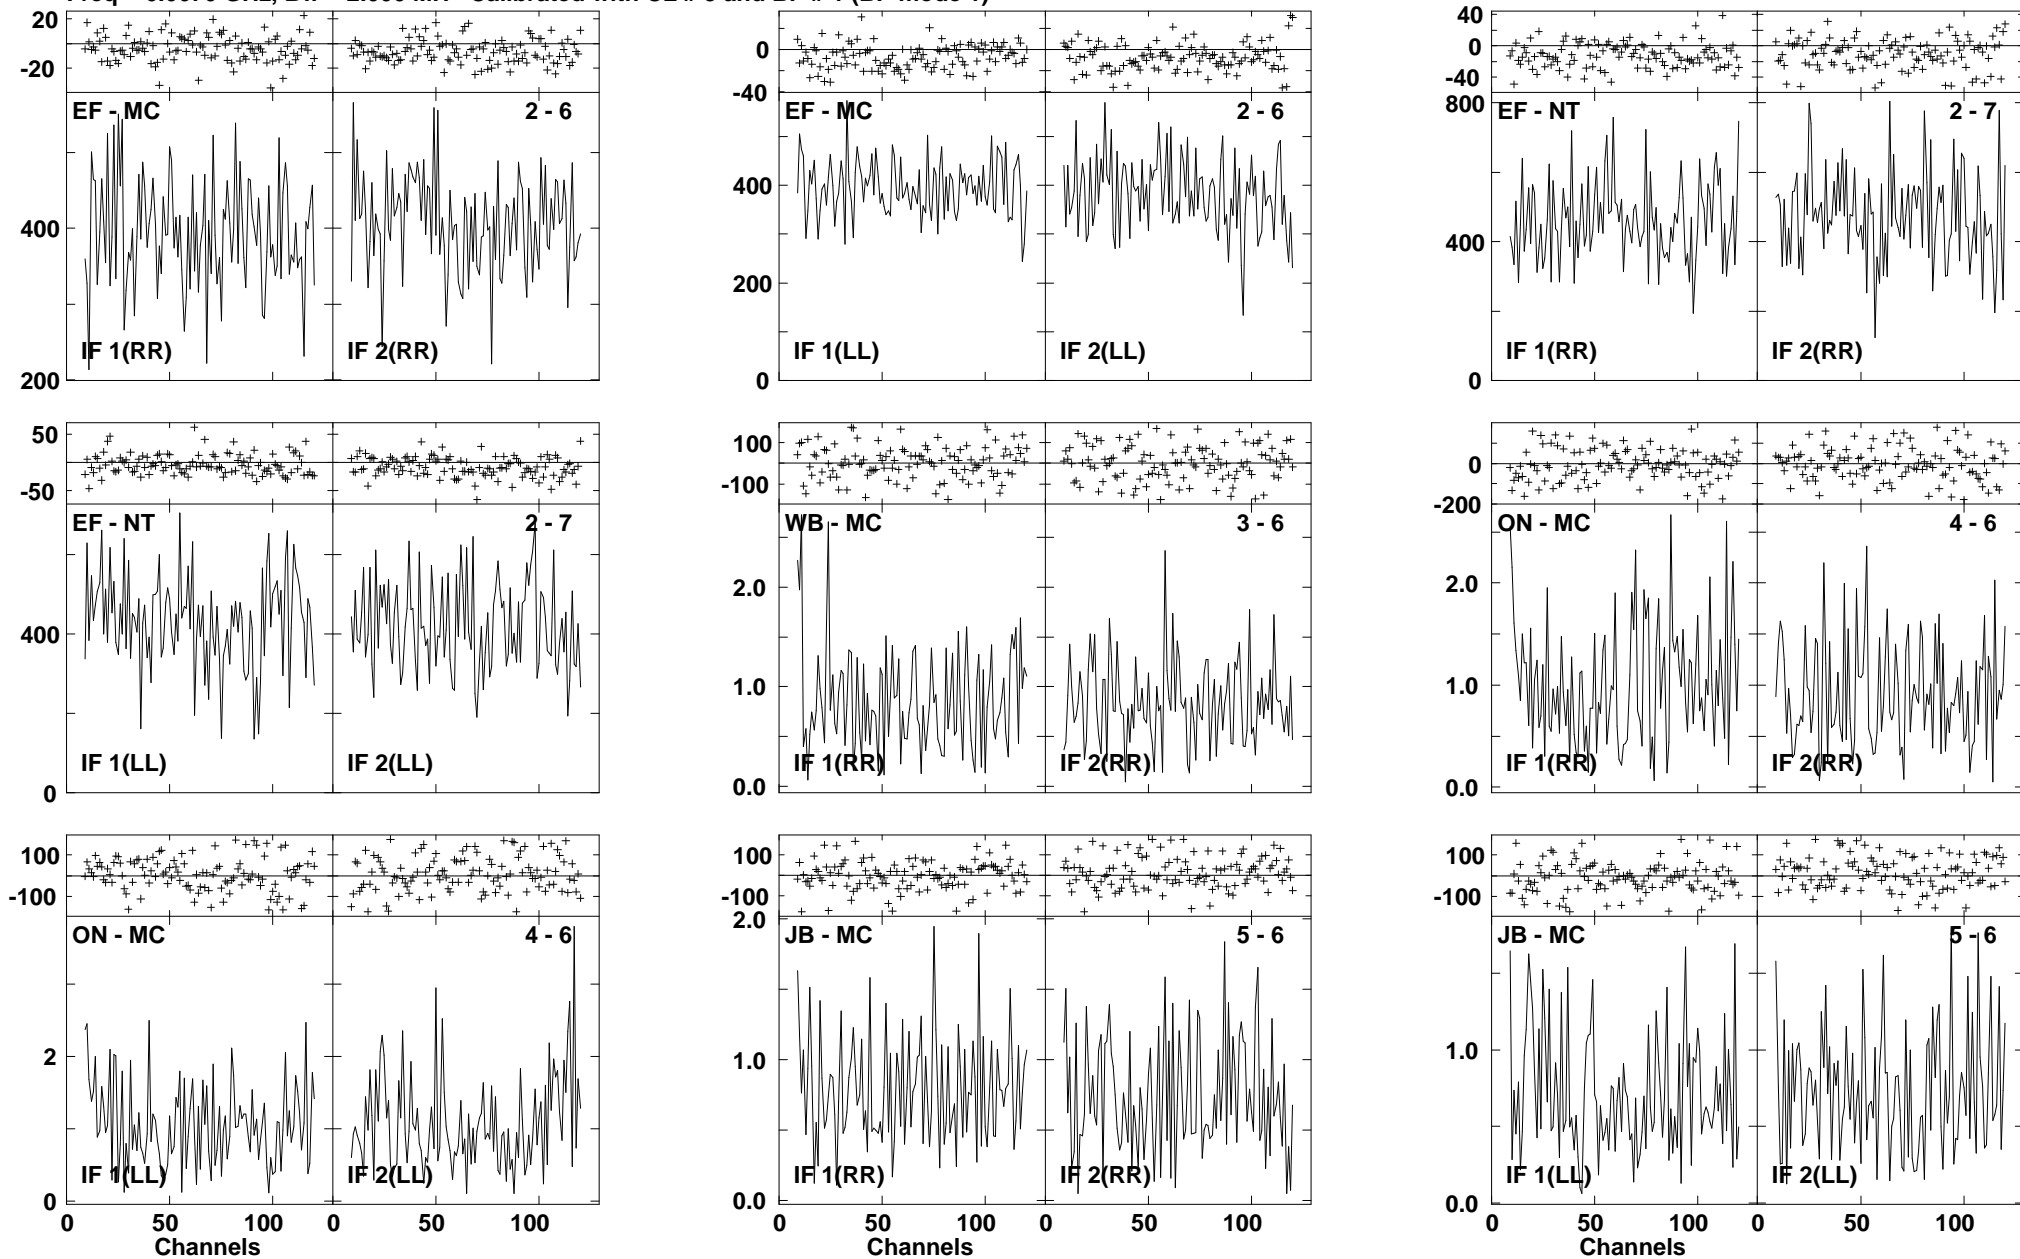 20
-20
EF - MC 2 - 6
400
IF 1(RR) IF 2(RR)
200
0
-40
EF - MC 2 - 6
400
200
IF 1(LL) IF 2(LL)
0
40
0
-40
800
EF - NT 2 - 7
400
IF 1(RR) IF 2(RR)
0
50
-50
EF - NT 2 - 7
400
IF 1(LL) IF 2(LL)
0
100
-100
WB - MC 3 - 6
2.0
1.0
IF 1(RR) IF 2(RR)
0.0
0
-200
ON - MC 4 - 6
2.0
1.0
IF 1(RR) IF 2(RR)
0.0
100
-100
ON - MC 4 - 6
2
IF 1(LL) IF 2(LL)
0
0 50 100 0 50 100
Channels
100
-100
2.0
JB - MC 5 - 6
1.0
IF 1(RR) IF 2(RR)
0.0
50 100 0 50 100
Channels
100
-100
JB - MC 5 - 6
1.0
IF 1(LL) IF 2(LL)
0.0
0 50 100 0 50 100
Channels